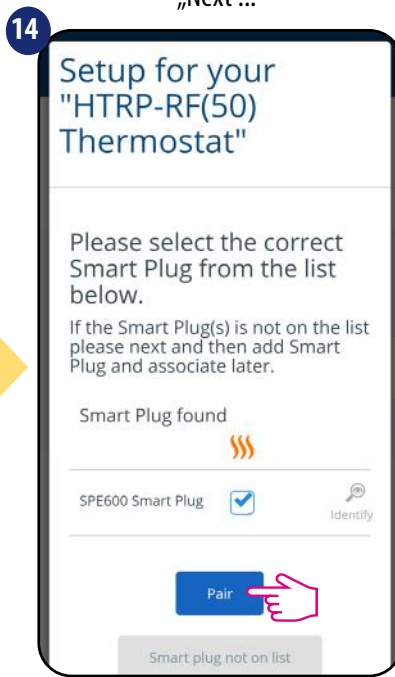 „Next ...
14
Setup for your
"HTRP-RF(50)
Thermostat"
Please select the correct
Smart Plug from the list
below.
If the Smart Plug(s) is not on the list
please next and then add Smart
Plug and associate later.
Smart Plug found
SPE600 Smart Plug
Identify
Pair
Smart plug not on list